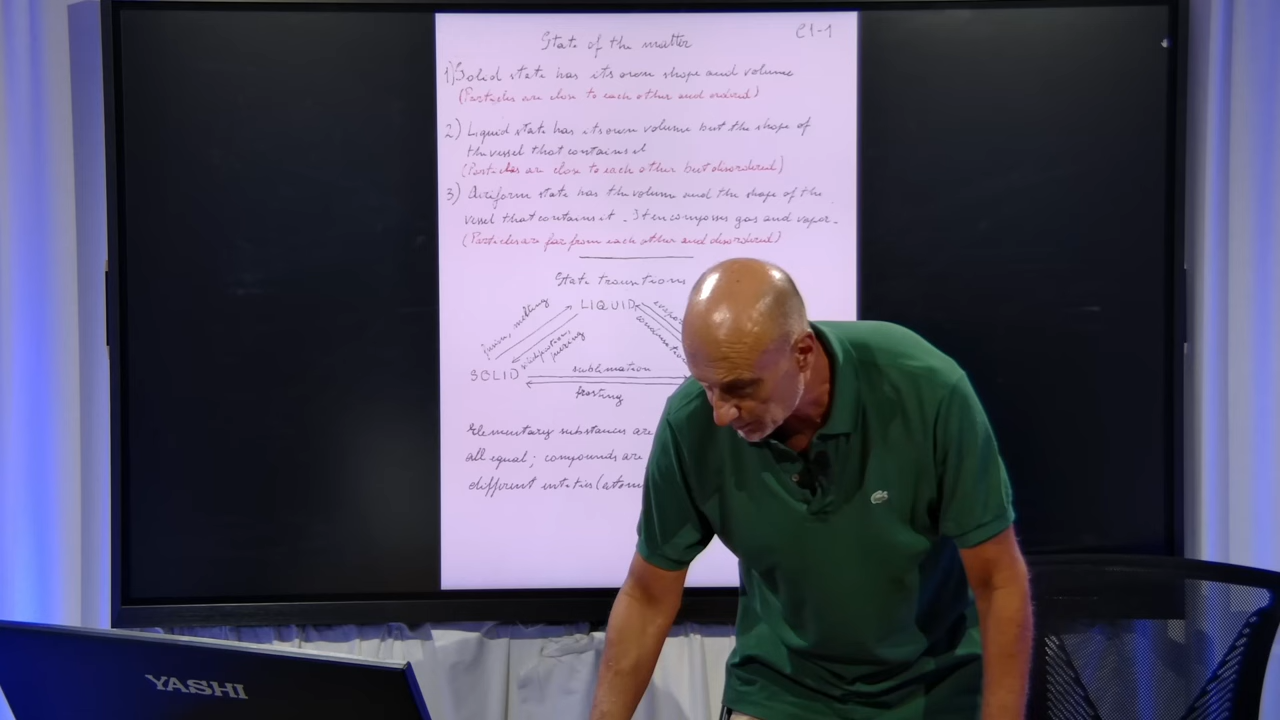 State of the matter
C1-1
1) Solid state has its own shape and volume
(Particles are close to each other and ordered)
2) Liquid state has its own volume but the shape of
the vessel that contains it
(Particles are close to each other but disordered)
3) Aeriform state has the volume and the shape of the
vessel that contains it. It encompasses gas and vapor.
(Particles are far from each other and disordered)
State transitions
fusion, melting
LIQUID
evapo
condensation
solidification,
freezing
SOLID
sublimation
frosting
Elementary substances are
all equal; compounds are
different entities (atom
YASHI